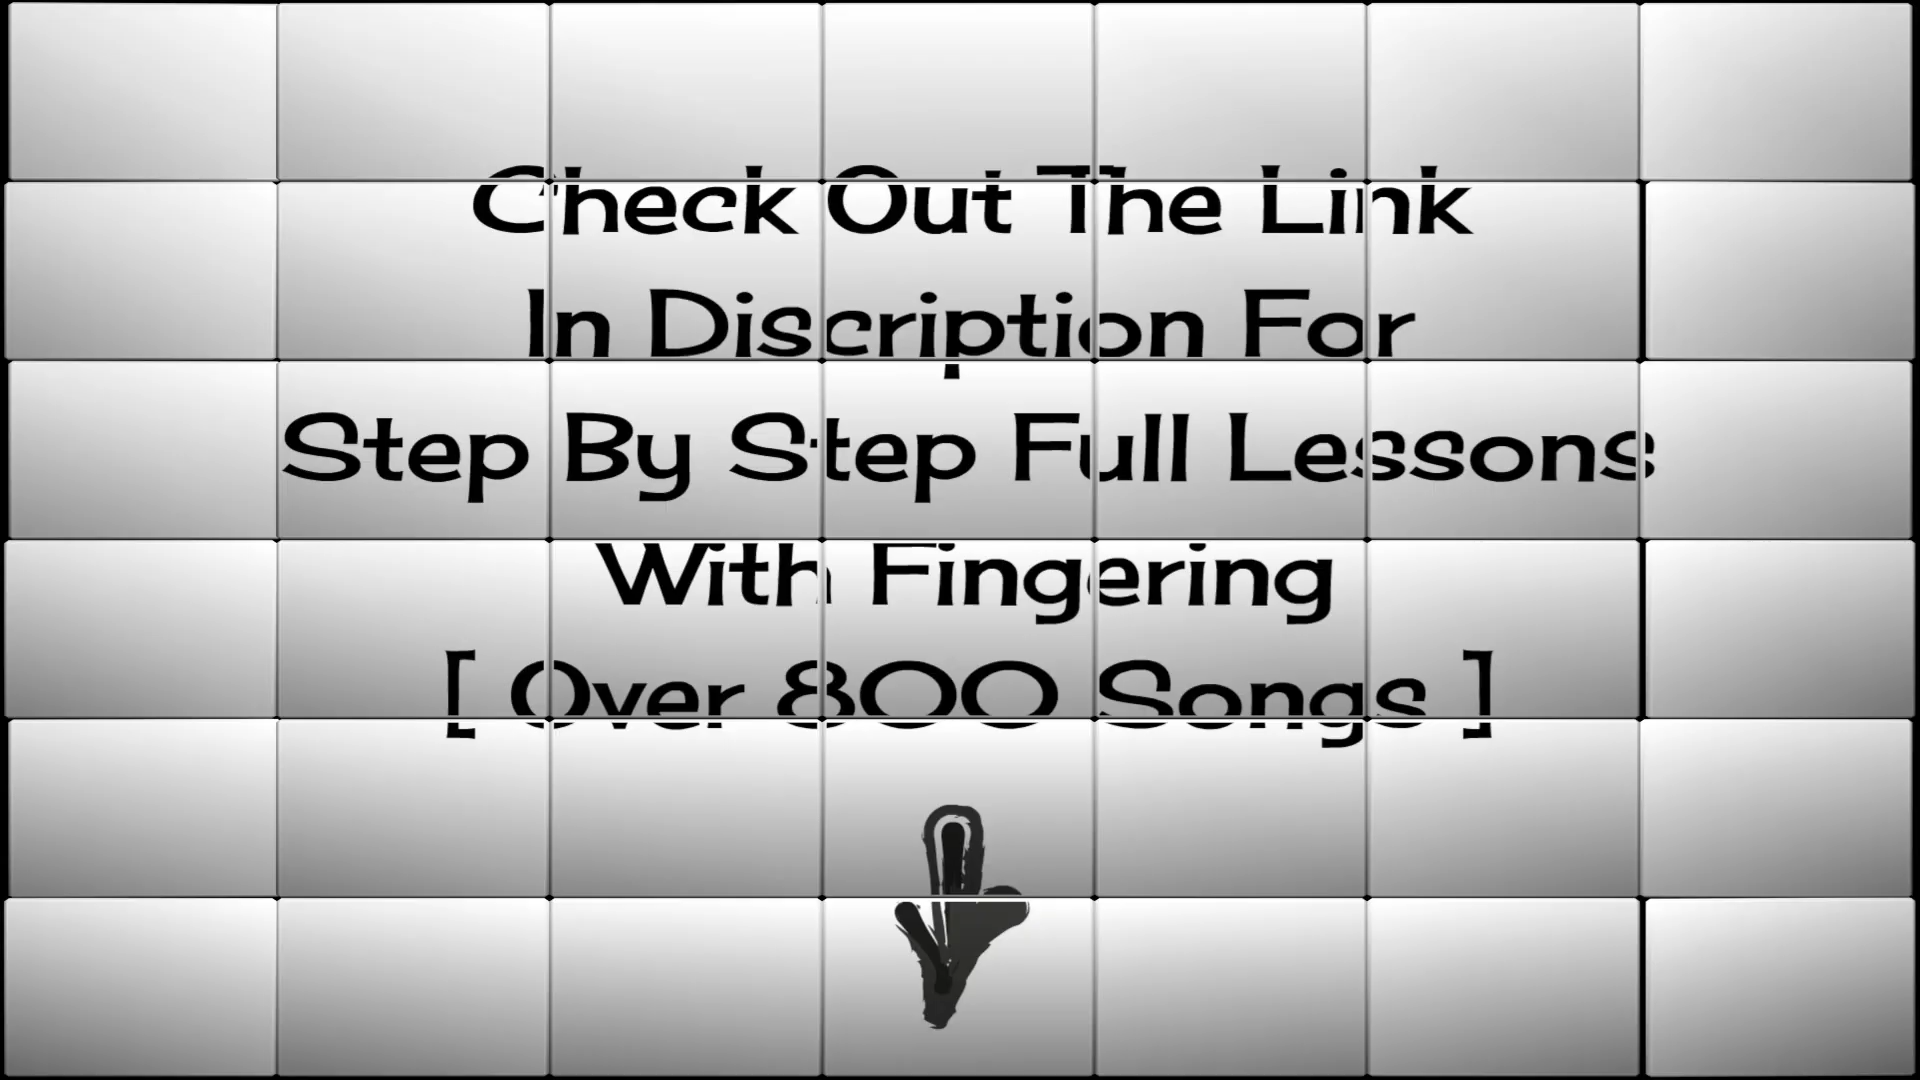 Check Out The Link
In Discription For
Step By Step Full Lessons
With Fingering
[ Over 800 Songs ]